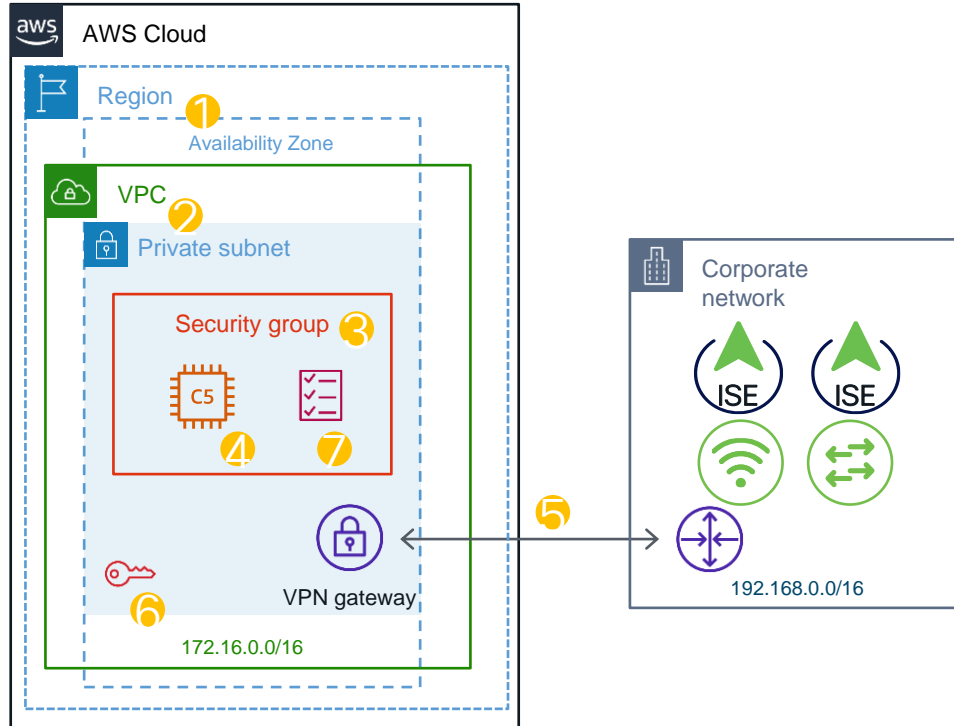 aws
AWS Cloud
Region
1
Availability Zone
VPC
2
Private subnet
Security group
3
C5
4
7
5
6
VPN gateway
172.16.0.0/16
Corporate
network
ISE
ISE
192.168.0.0/16